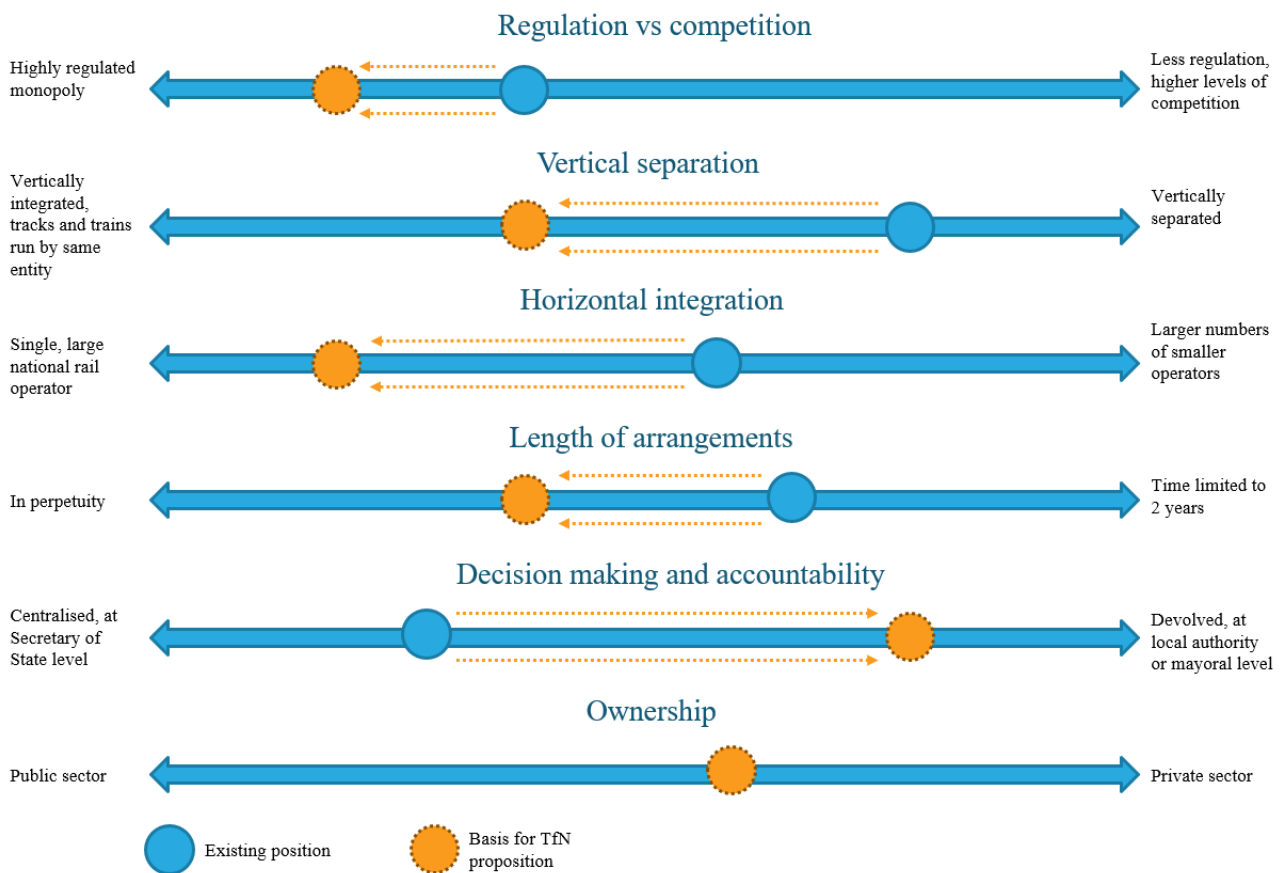 Regulation vs competition
Highly regulated
monopoly
Less regulation,
higher levels of
competition
Vertical separation
Vertically
integrated,
tracks and trains
run by same
entity
Vertically
separated
Horizontal integration
Single, large
national rail
operator
Larger numbers
of smaller
operators
Length of arrangements
In perpetuity
Time limited to
2 years
Decision making and accountability
Centralised, at
Secretary of
State level
Devolved, at
local authority
or mayoral level
Ownership
Public sector
Private sector
Existing position
Basis for TfN
proposition